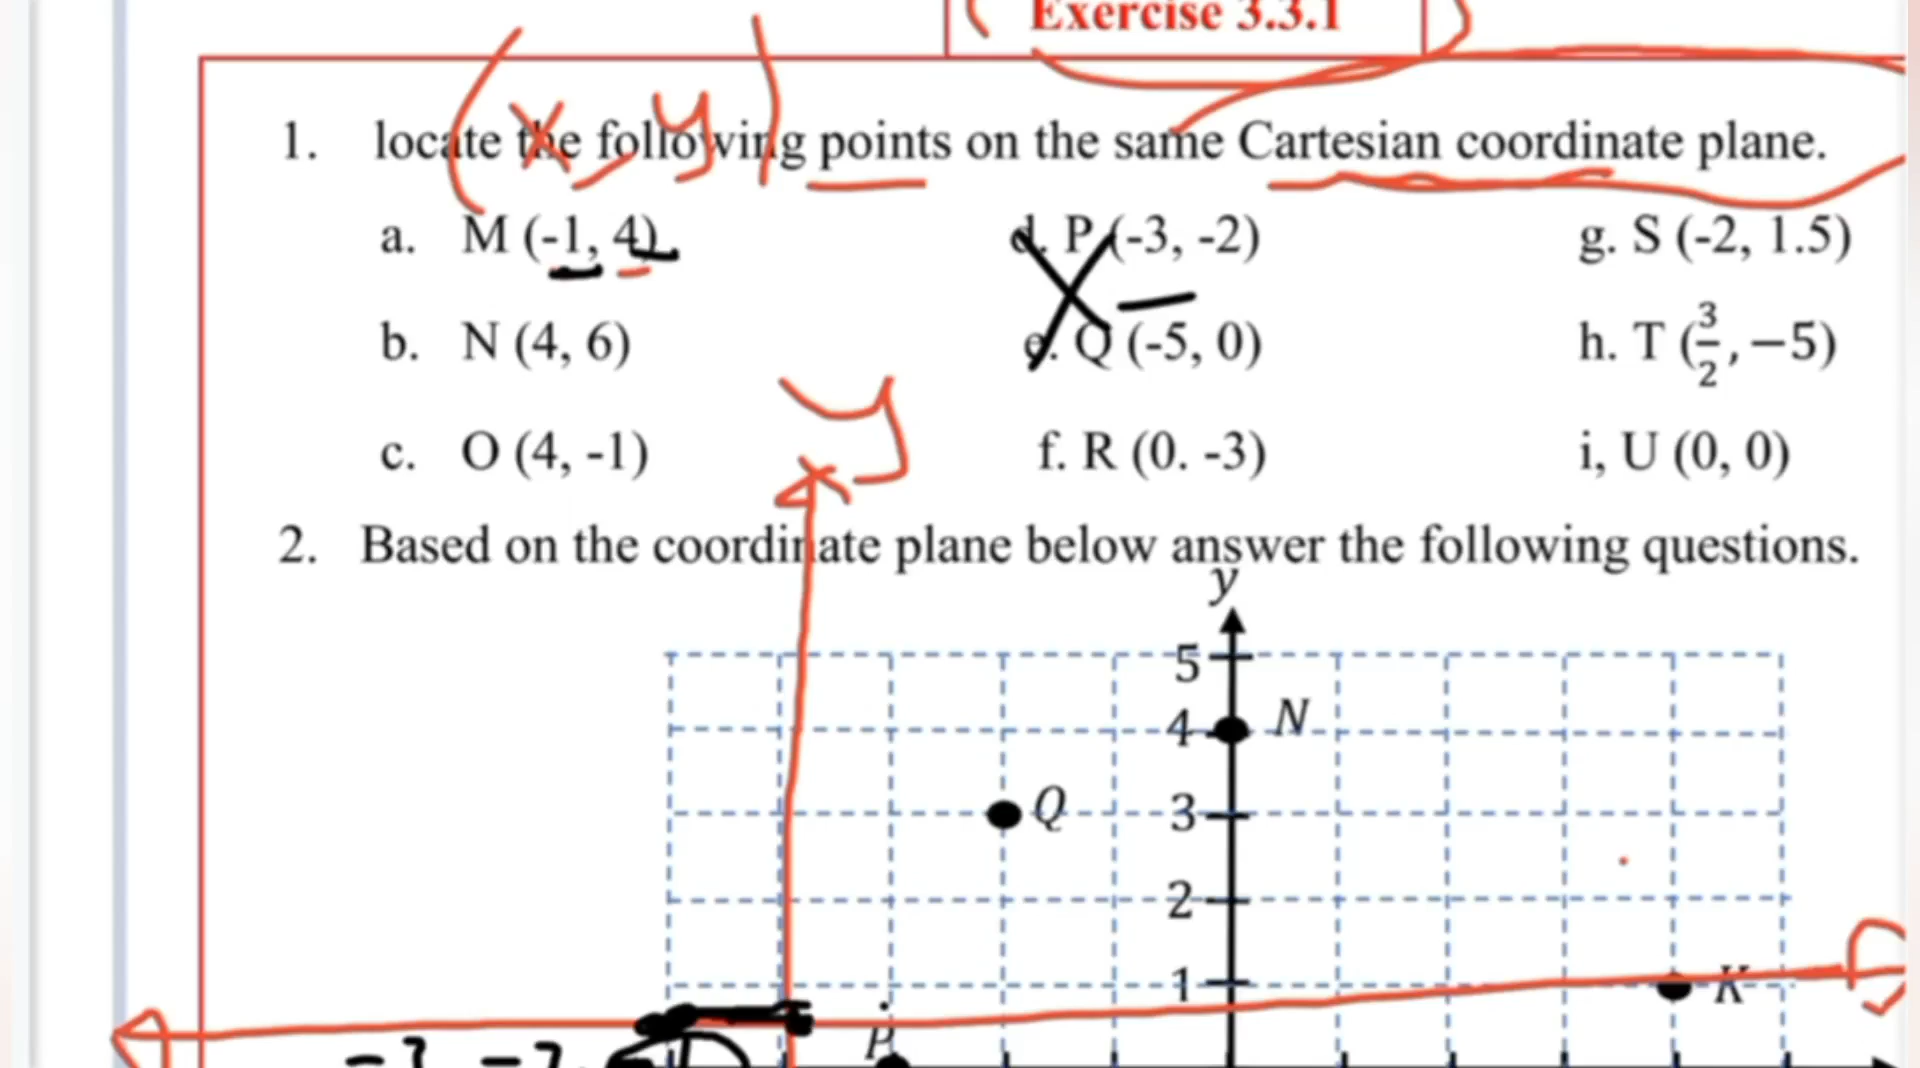 Exercise 3.3.1
(x, y)
1. locate the following points on the same Cartesian coordinate plane.
a. M (-1, 4) d. P (-3, -2) g. S (-2, 1.5)
b. N (4, 6) e. Q (-5, 0) h. T (3/2, −5)
c. O (4, -1) f. R (0. -3) i, U (0, 0)
y
2. Based on the coordinate plane below answer the following questions.
y
5
4 N
Q 3
2
1 K
P